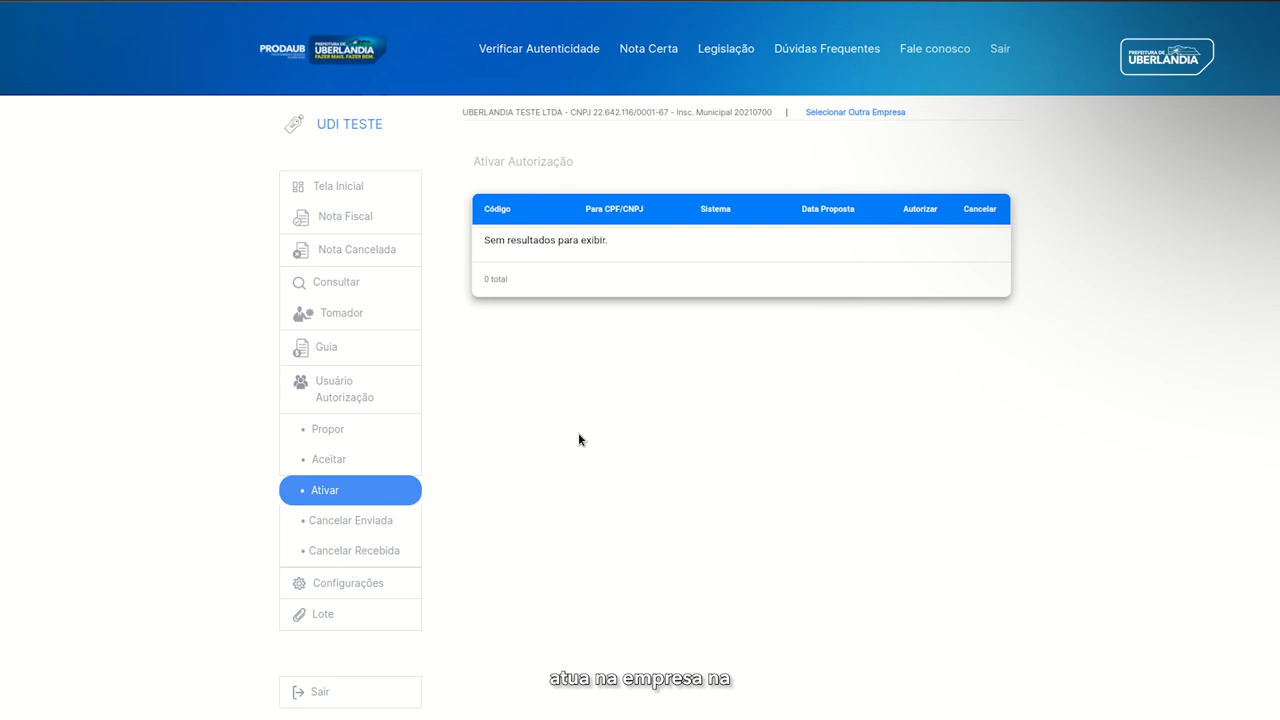 PRODAUB
PREFEITURA DE
UBERLÂNDIA
FAZER MAIS. FAZER BEM.
Verificar Autenticidade
Nota Certa
Legislação
Dúvidas Frequentes
Fale conosco
Sair
PREFEITURA DE
UBERLÂNDIA
UDI TESTE
UBERLANDIA TESTE LTDA - CNPJ 22.642.116/0001-67 - Insc. Municipal 20210700 | Selecionar Outra Empresa
Tela Inicial
Nota Fiscal
Nota Cancelada
Consultar
Tomador
Guia
Usuário
Autorização
• Propor
• Aceitar
• Ativar
• Cancelar Enviada
• Cancelar Recebida
Configurações
Lote
Sair
Ativar Autorização
Código Para CPF/CNPJ Sistema Data Proposta Autorizar Cancelar
Sem resultados para exibir.
0 total
atua na empresa na